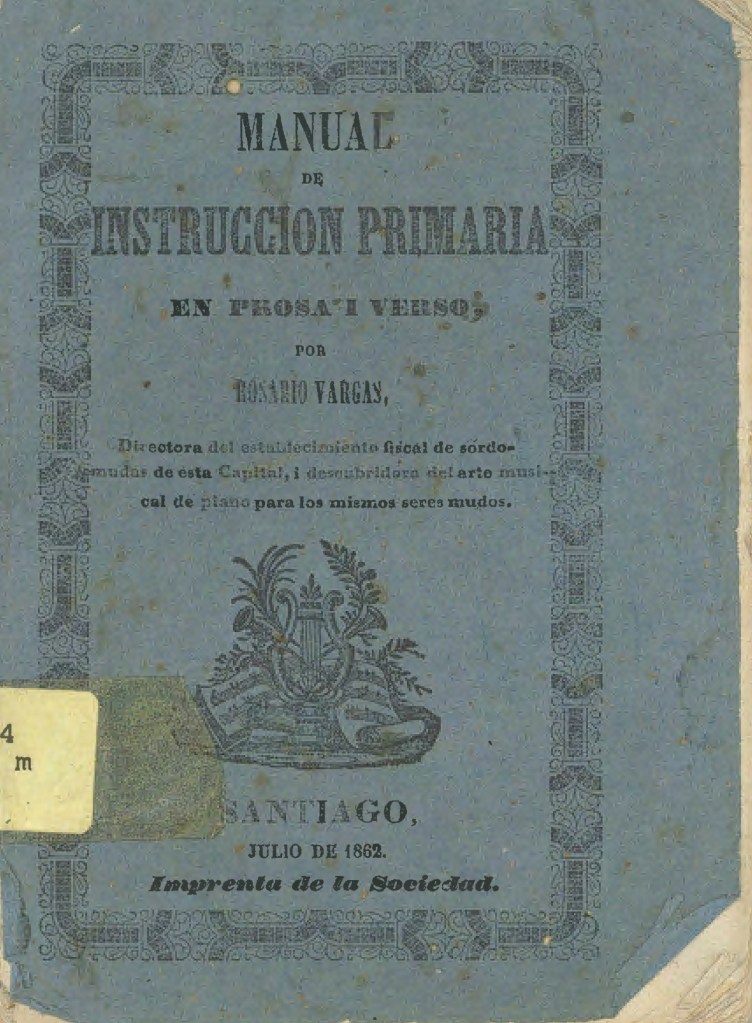 MANUAL
DE
INSTRUCCION PRIMARIA
EN PROSA I VERSO,
POR
ROSARIO VARGAS,
Directora del establecimiento fiscal de sordo-
mudas de esta Capital, i descubridora del arte musi-
cal de piano para los mismos seres mudos.
SANTIAGO,
JULIO DE 1862.
Imprenta de la Sociedad.
4
m